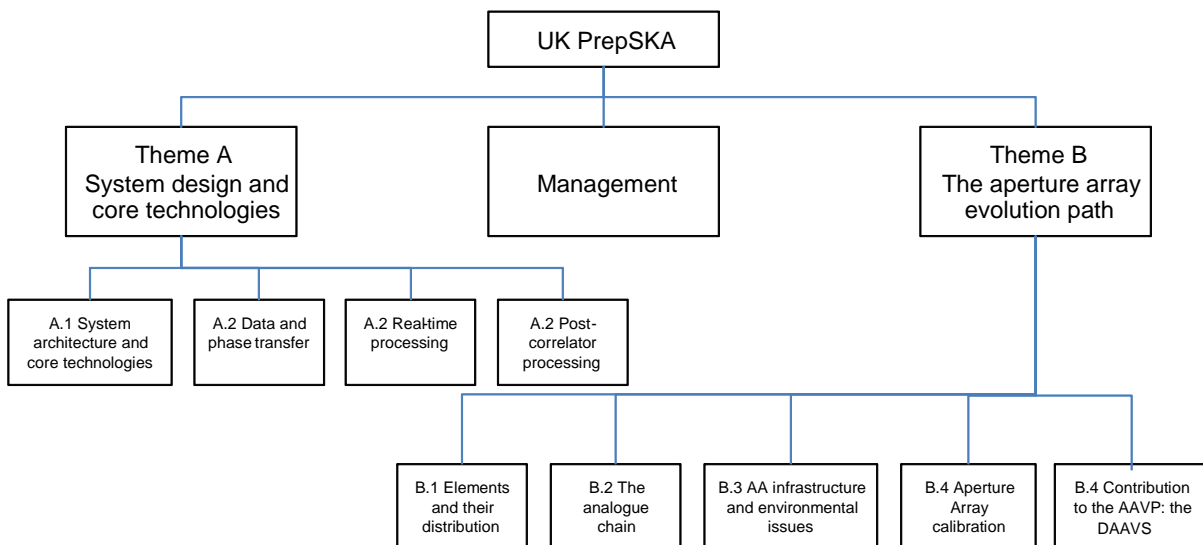 UK PrepSKA
Theme A
System design and
core technologies
Management
Theme B
The aperture array
evolution path
A.1 System
architecture and
core technologies
A.2 Data and
phase transfer
A.2 Real-time
processing
A.2 Post-
correlator
processing
B.1 Elements
and their
distribution
B.2 The
analogue
chain
B.3 AA infrastructure
and environmental
issues
B.4 Aperture
Array
calibration
B.4 Contribution
to the AAVP: the
DAAVS